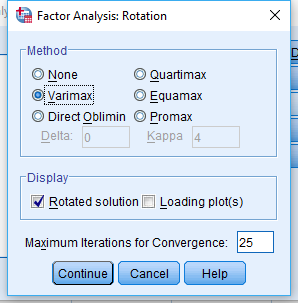 Factor Analysis: Rotation
Method
None Quartimax
Varimax Equamax
Direct Oblimin Promax
Delta: 0 Kappa 4
Display
Rotated solution Loading plot(s)
Maximum Iterations for Convergence: 25
Continue Cancel Help